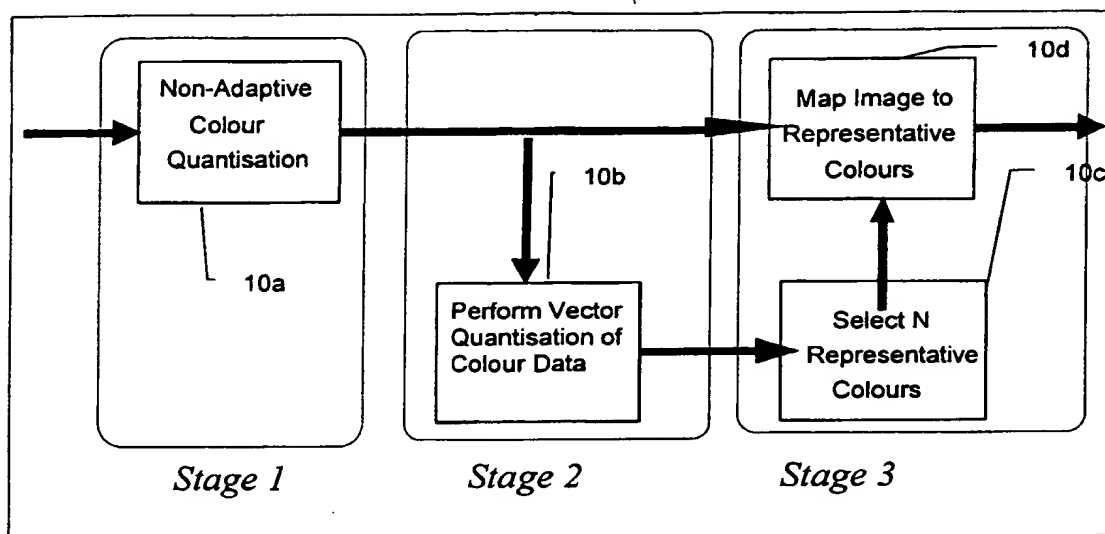 Non-Adaptive
Colour
Quantisation
10a
10b
Perform Vector
Quantisation of
Colour Data
10d
Map Image to
Representative
Colours
10c
Select N
Representative
Colours
Stage 1
Stage 2
Stage 3